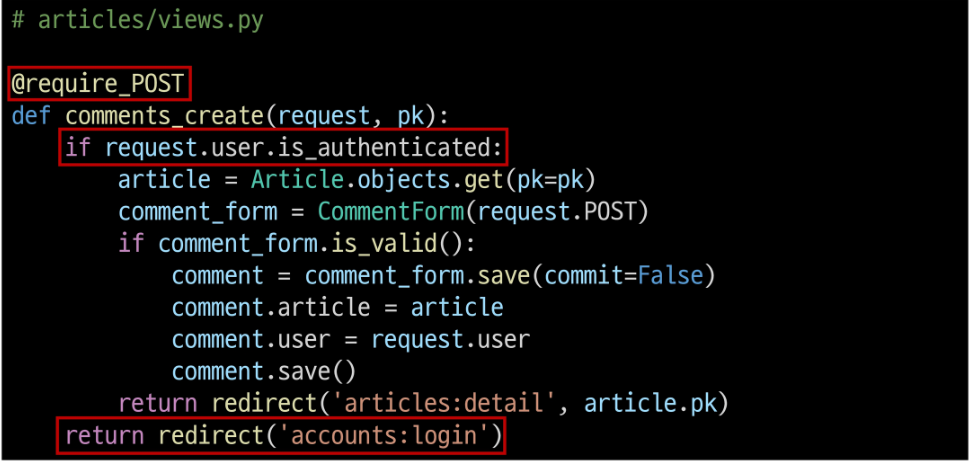 # articles/views.py
@require_POST
def comments_create(request, pk):
    if request.user.is_authenticated:
        article = Article.objects.get(pk=pk)
        comment_form = CommentForm(request.POST)
        if comment_form.is_valid():
            comment = comment_form.save(commit=False)
            comment.article = article
            comment.user = request.user
            comment.save()
        return redirect('articles:detail', article.pk)
    return redirect('accounts:login')